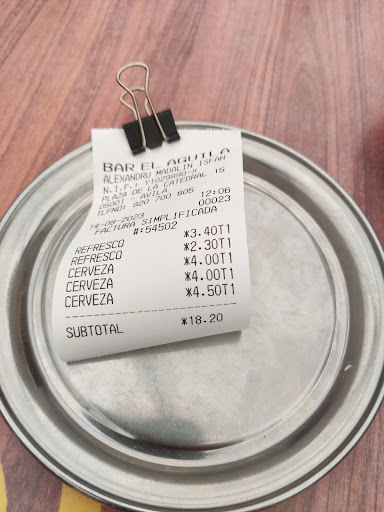 BAR EL AGUILA
ALEXANDRU MADALIN ISFAN
N.I.F.: Y1029890-X
PLAZA DE LA CATEDRAL 15
05001 - AVILA
TLFNO: 920 700 805 12:06
14-08-2023 00023
FACTURA SIMPLIFICADA
#:54502
REFRESCO *3.40T1
REFRESCO *2.30T1
CERVEZA *4.00T1
CERVEZA *4.00T1
CERVEZA *4.50T1
SUBTOTAL *18.20